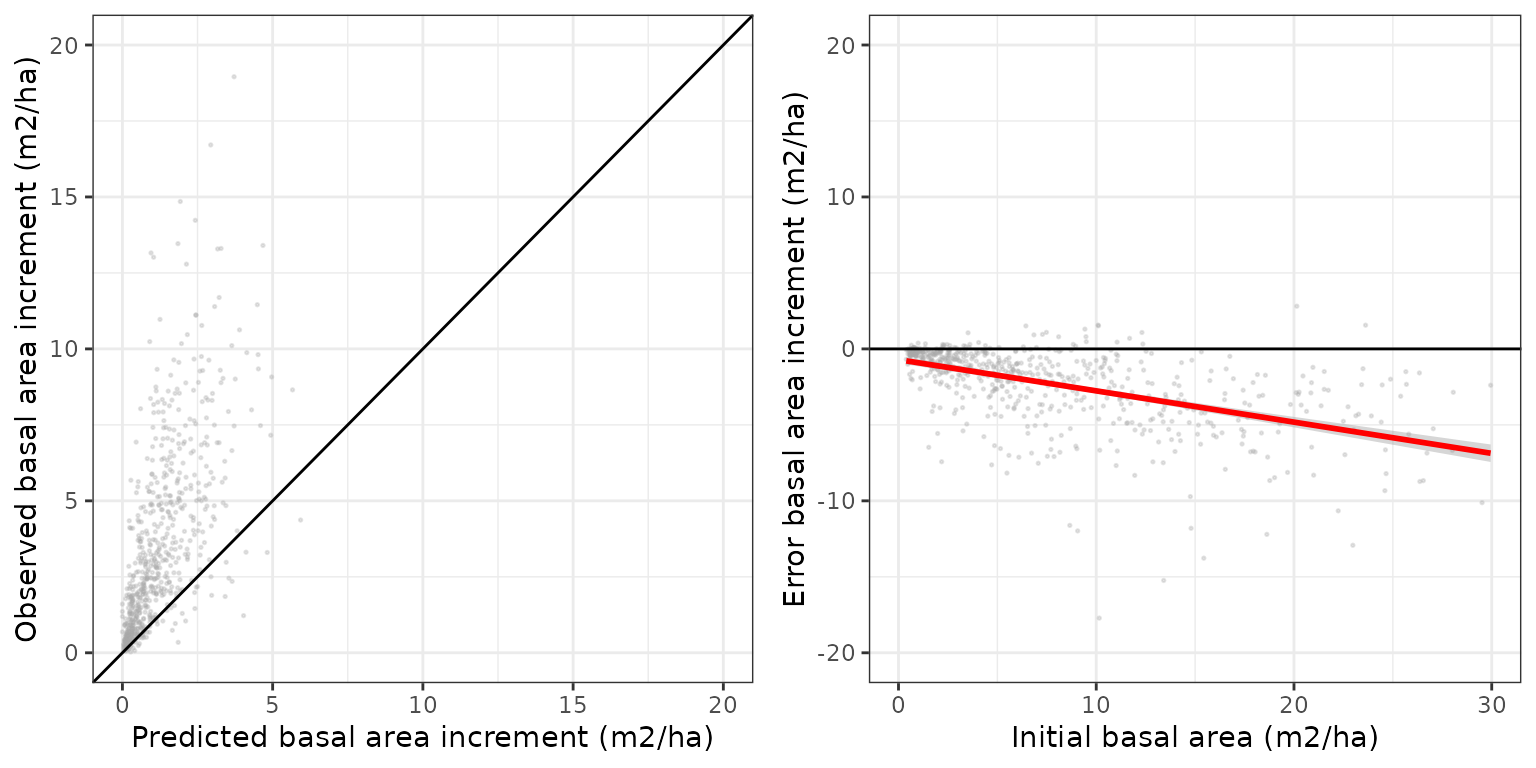 Observed basal area increment (m2/ha)
20
15
10
5
0
0 5 10 15 20
Predicted basal area increment (m2/ha)
Error basal area increment (m2/ha)
20
10
0
-10
-20
0 10 20 30
Initial basal area (m2/ha)